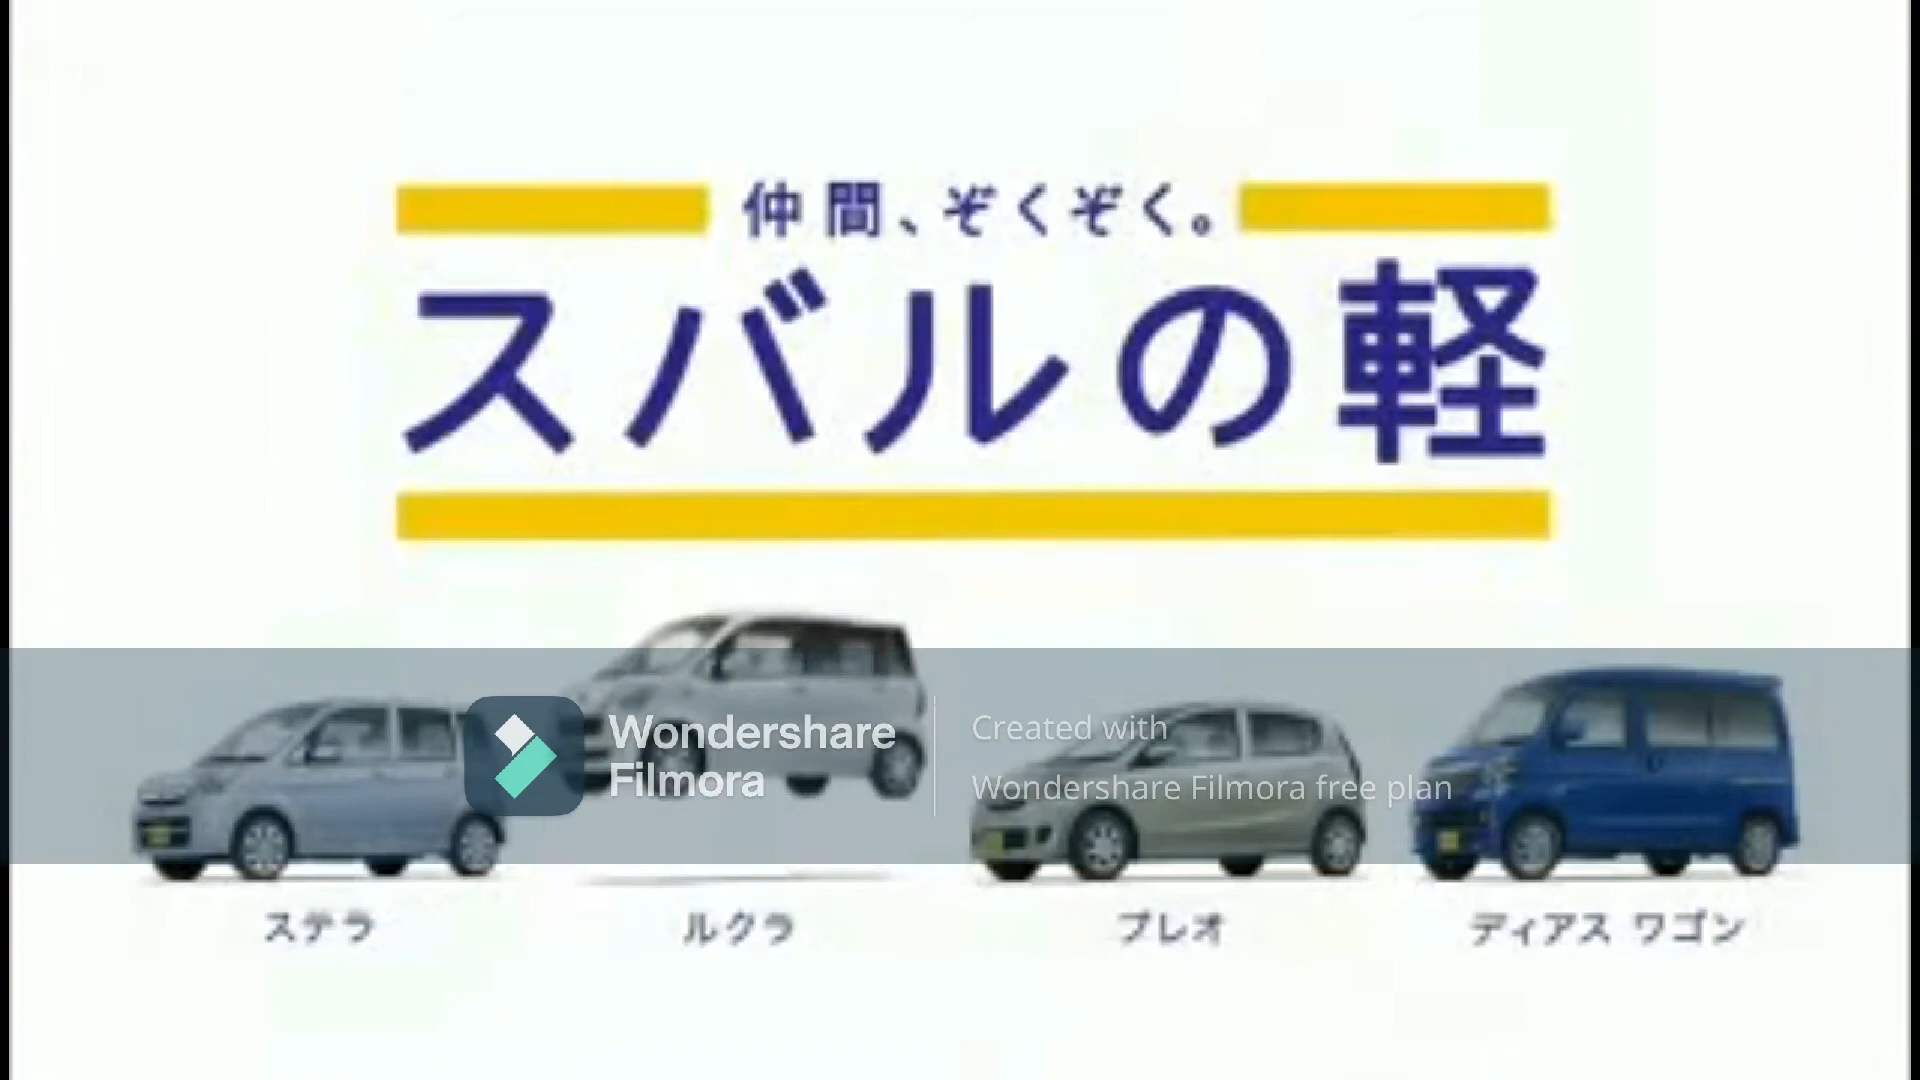 仲間、ぞくぞく。
スバルの軽
Wondershare
Filmora
Created with
Wondershare Filmora free plan
ステラ
ルクラ
プレオ
ディアス ワゴン